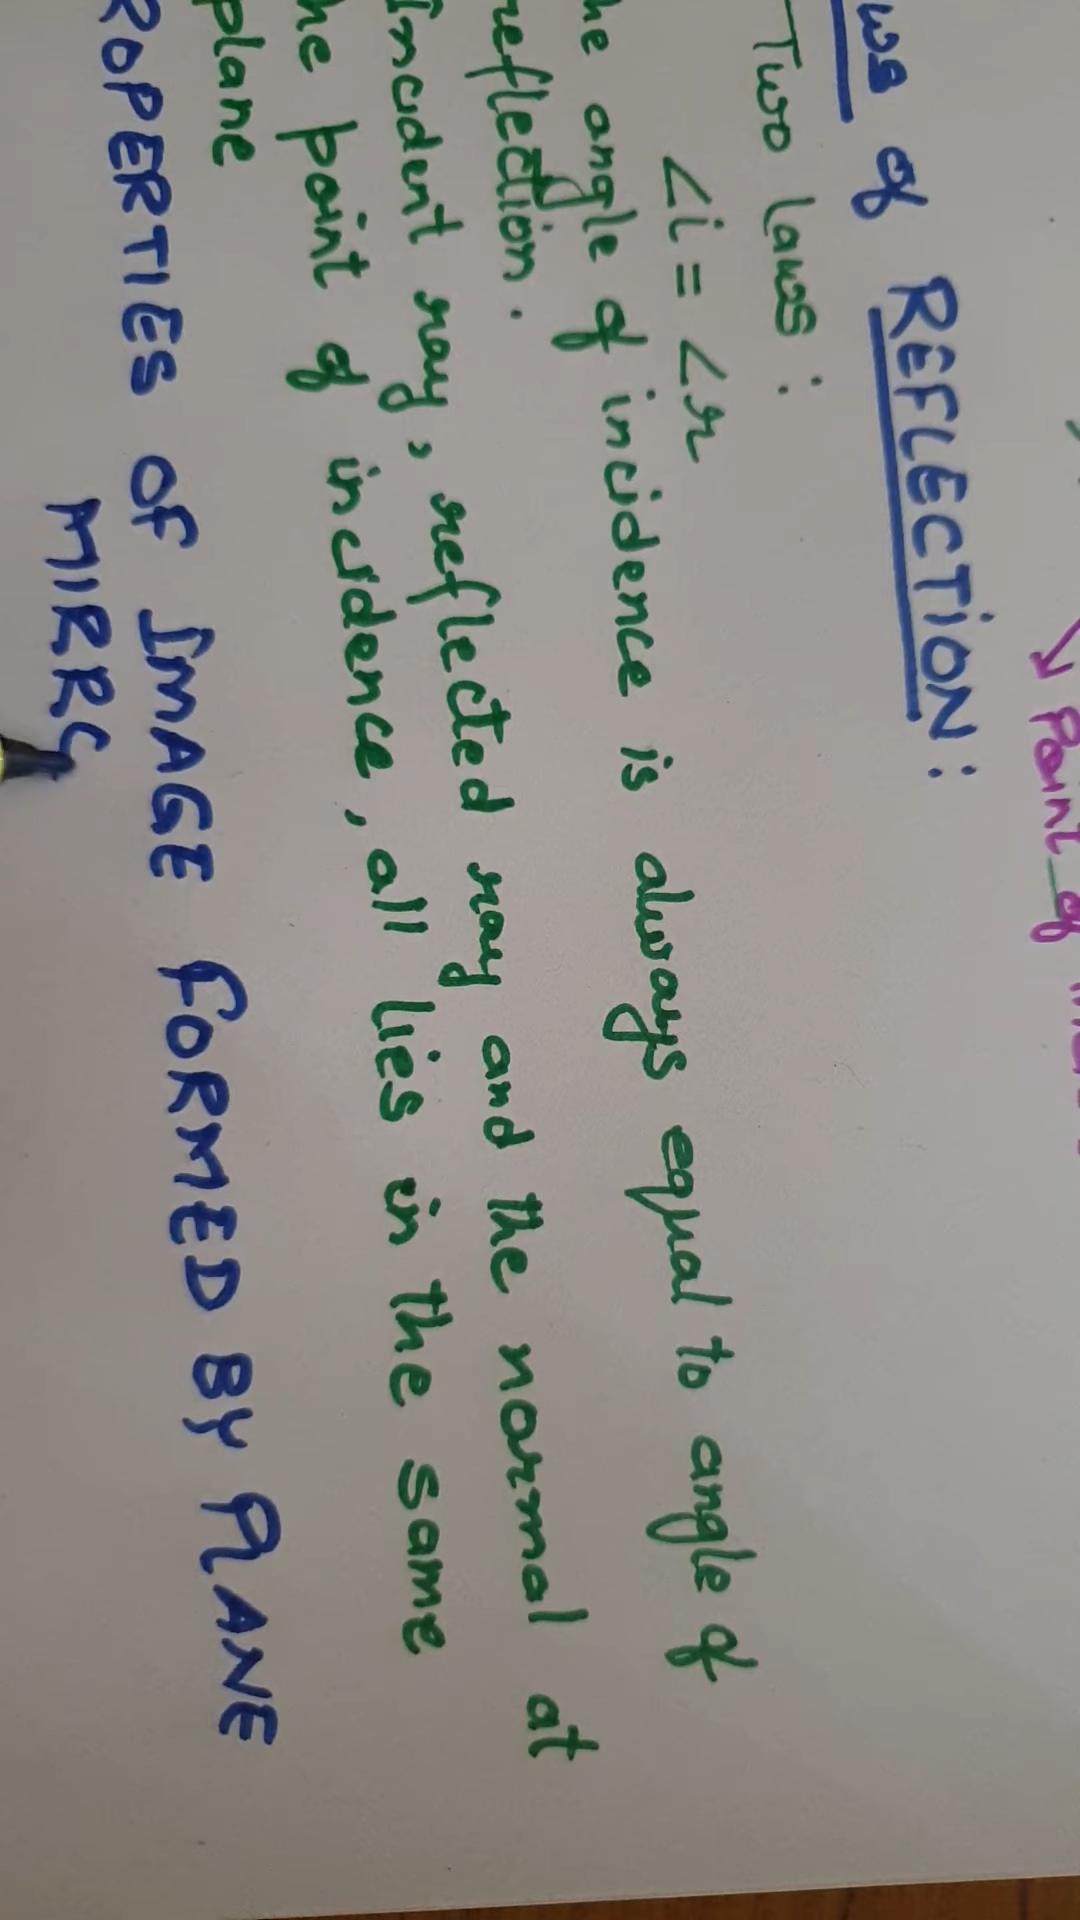 Point of
ws of REFLECTION:
Two laws:
∠i = ∠r
he angle of incidence is always equal to angle of
reflection.
Incident ray, reflected ray and the normal at
he point of incidence, all lies in the same
plane
ROPERTIES OF IMAGE FORMED BY PLANE
MIRRO